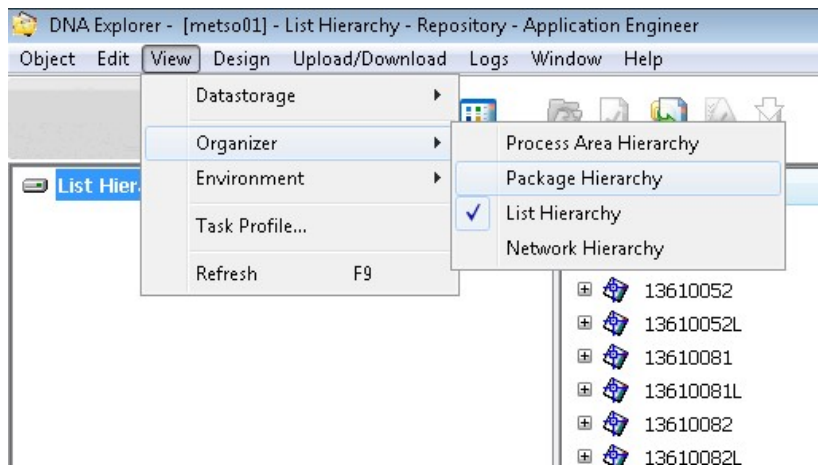 DNA Explorer - [metso01] - List Hierarchy - Repository - Application Engineer
Object Edit View Design Upload/Download Logs Window Help
Datastorage
Organizer
Environment
Task Profile...
Refresh F9
Process Area Hierarchy
Package Hierarchy
List Hierarchy
Network Hierarchy
List Hier
13610052
13610052L
13610081
13610081L
13610082
13610082L